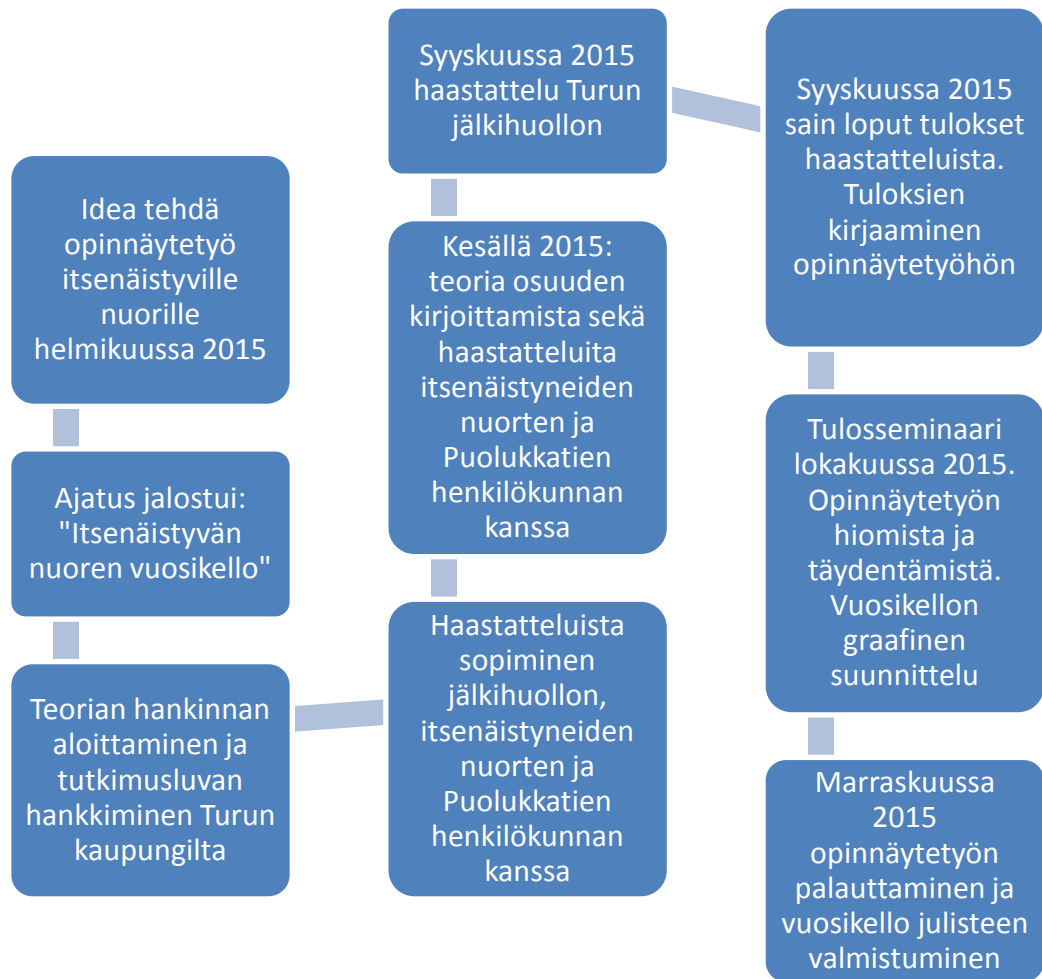 Idea tehdä
opinnäytetyö
itsenäistyville
nuorille
helmikuussa 2015
Ajatus jalostui:
"Itsenäistyvän
nuoren vuosikello"
Teorian hankinnan
aloittaminen ja
tutkimusluvan
hankkiminen Turun
kaupungilta
Haastatteluista
sopiminen
jälkihuollon,
itsenäistyneiden
nuorten ja
Puolukkatien
henkilökunnan
kanssa
Kesällä 2015:
teoria osuuden
kirjoittamista sekä
haastatteluita
itsenäistyneiden
nuorten ja
Puolukkatien
henkilökunnan
kanssa
Syyskuussa 2015
haastattelu Turun
jälkihuollon
Syyskuussa 2015
sain loput tulokset
haastatteluista.
Tuloksien
kirjaaminen
opinnäytetyöhön
Tulosseminaari
lokakuussa 2015.
Opinnäytetyön
hiomista ja
täydentämistä.
Vuosikellon
graafinen
suunnittelu
Marraskuussa
2015
opinnäytetyön
palauttaminen ja
vuosikello julisteen
valmistuminen